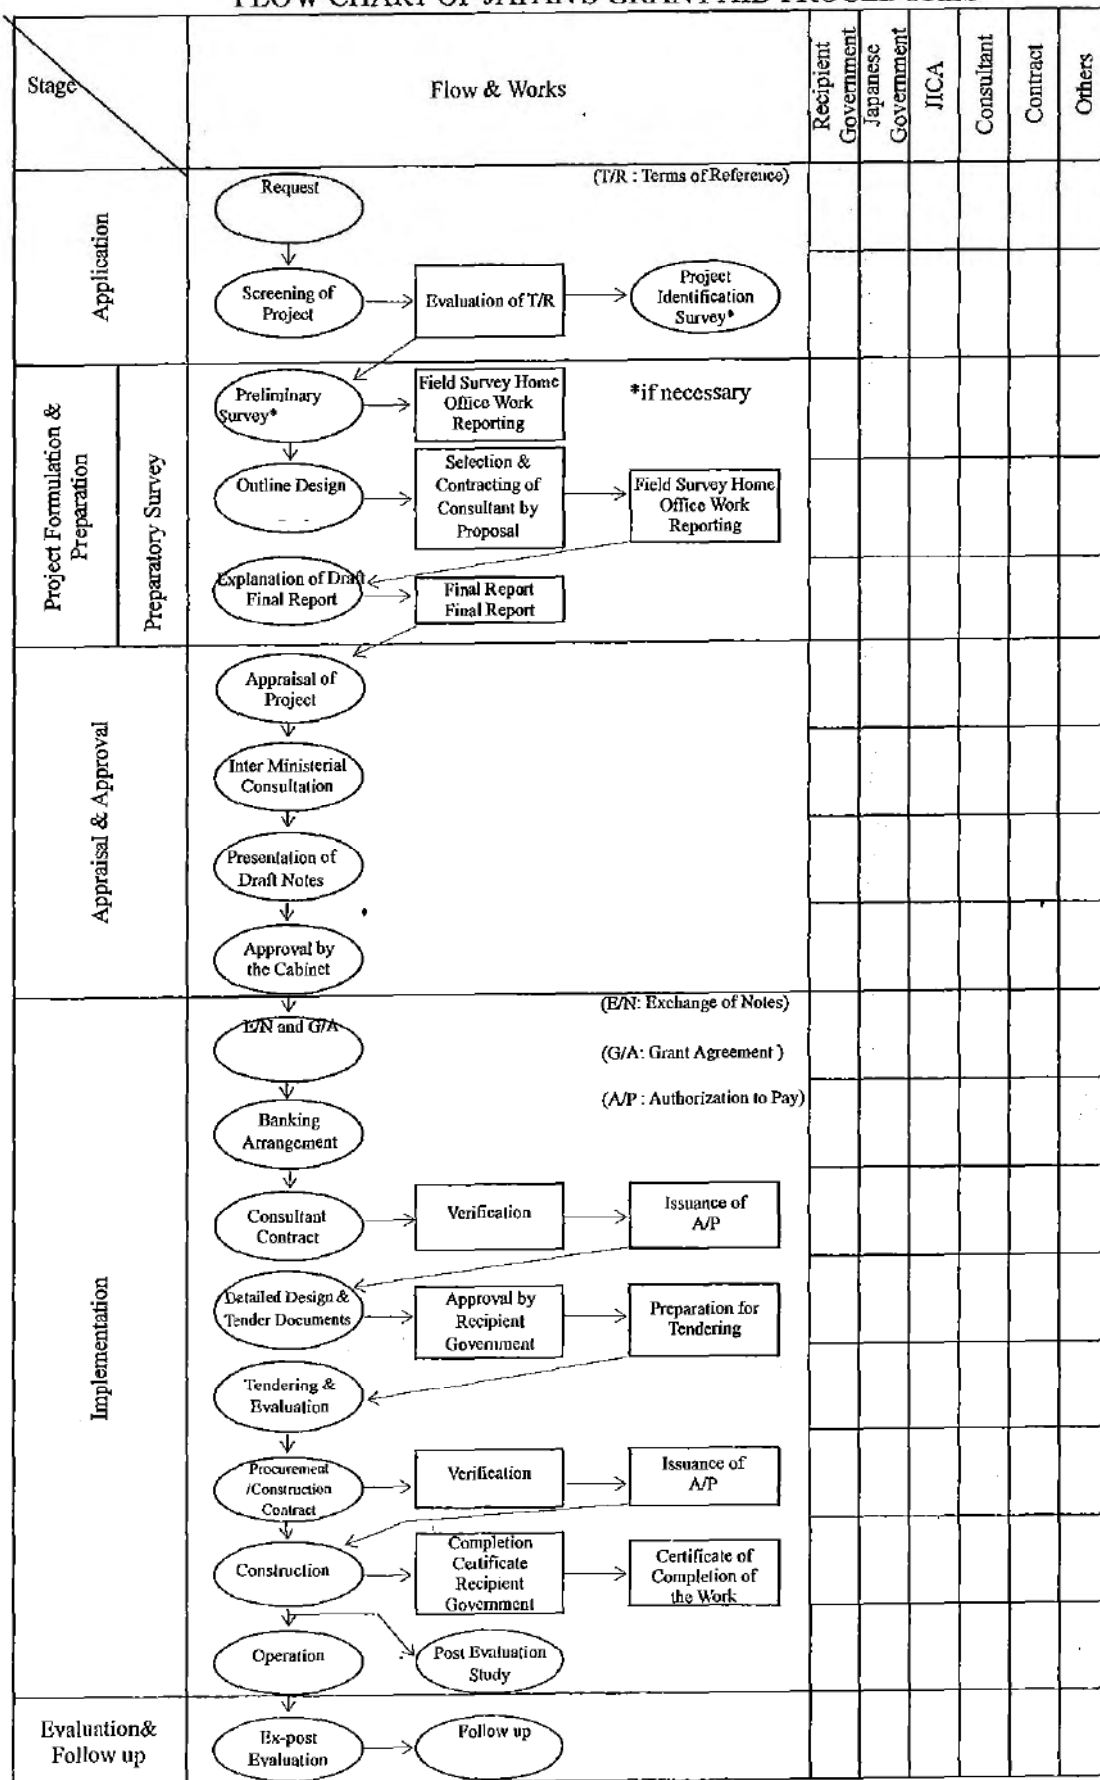 Stage
Flow & Works
Recipient
Government
Japanese
Government
JICA
Consultant
Contract
Others
Application
(T/R : Terms of Reference)
Request
Screening of
Project
Evaluation of T/R
Project
Identification
Survey*
Project Formulation &
Preparation
Preparatory Survey
Preliminary
Survey*
Field Survey Home
Office Work
Reporting
*if necessary
Outline Design
Selection &
Contracting of
Consultant by
Proposal
Field Survey Home
Office Work
Reporting
Explanation of Draft
Final Report
Final Report
Final Report
Appraisal & Approval
Appraisal of
Project
Inter Ministerial
Consultation
Presentation of
Draft Notes
Approval by
the Cabinet
Implementation
(E/N: Exchange of Notes)
E/N and G/A
(G/A: Grant Agreement )
(A/P : Authorization to Pay)
Banking
Arrangement
Consultant
Contract
Verification
Issuance of
A/P
Detailed Design &
Tender Documents
Approval by
Recipient
Government
Preparation for
Tendering
Tendering &
Evaluation
Procurement
/Construction
Contract
Verification
Issuance of
A/P
Construction
Completion
Certificate
Recipient
Government
Certificate of
Completion of
the Work
Operation
Post Evaluation
Study
Evaluation&
Follow up
Ex-post
Evaluation
Follow up